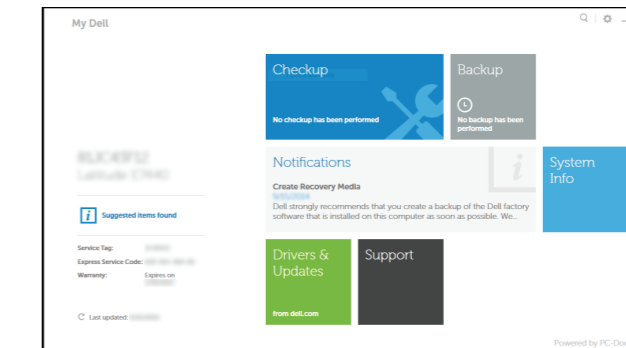 My Dell
Checkup
No checkup has been performed
Backup
No backup has been
performed
Notifications
Create Recovery Media
Dell strongly recommends that you create a backup of the Dell factory
software that is installed on this computer as soon as possible. We...
System
Info
Suggested items found
Service Tag:
Express Service Code:
Warranty: Expires on
Last updated:
Drivers &
Updates
from dell.com
Support
Powered by